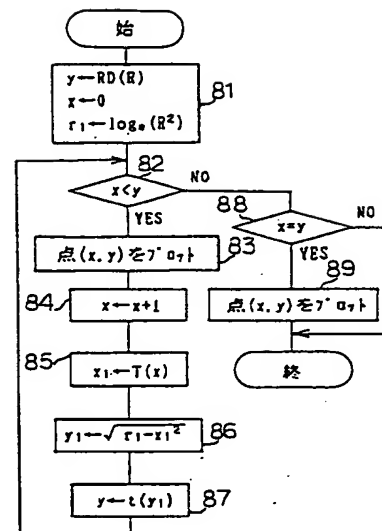 始
y←RD(R)
x←0
r₁←logₑ(R²)
81
82
x<y
NO
YES
88
x=y
NO
YES
点(x, y)をプロット
83
84
x←x+1
89
点(x, y)をプロット
85
x₁←T(x)
終
y₁←√r₁-x₁²
86
y←t(y₁)
87